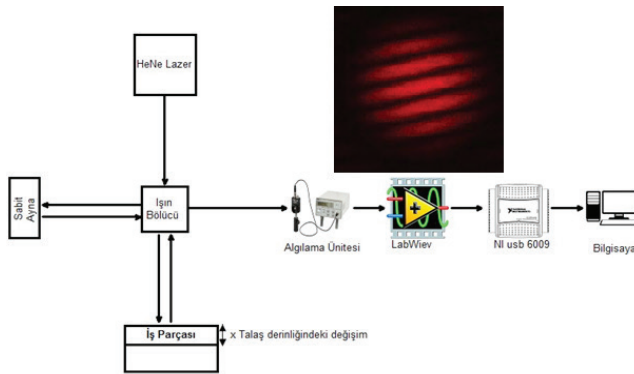 HeNe Lazer
Sabit
Ayna
Işın
Bölücü
Algılama Ünitesi
LabWiev
NI usb 6009
Bilgisaya
İş Parçası
x Talaş derinliğindeki değişim